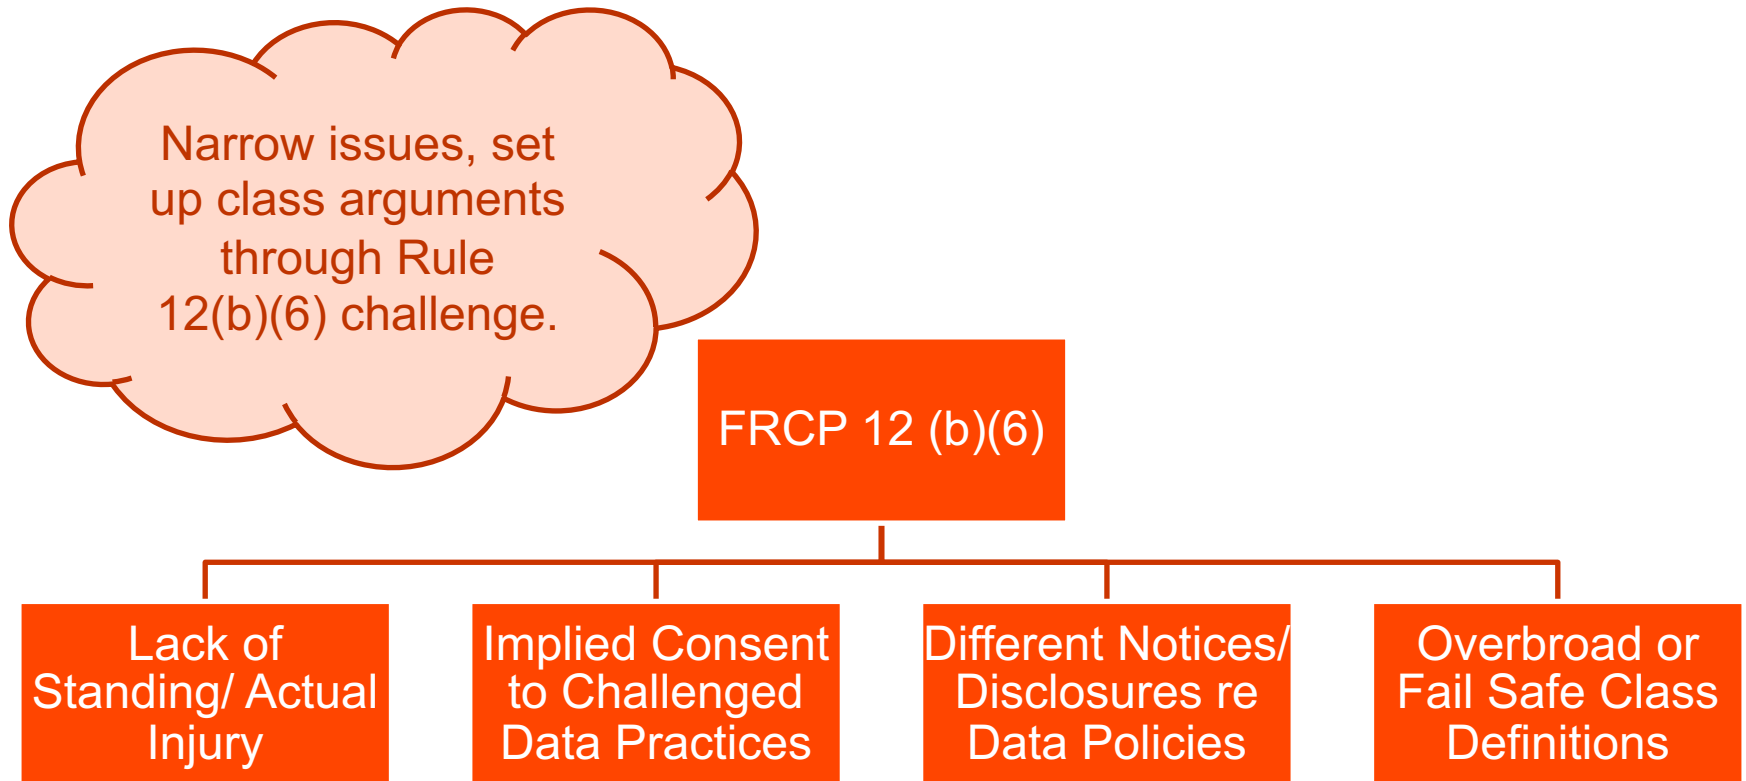 Narrow issues, set
up class arguments
through Rule
12(b)(6) challenge.
FRCP 12 (b)(6)
Lack of
Standing/ Actual
Injury
Implied Consent
to Challenged
Data Practices
Different Notices/
Disclosures re
Data Policies
Overbroad or
Fail Safe Class
Definitions